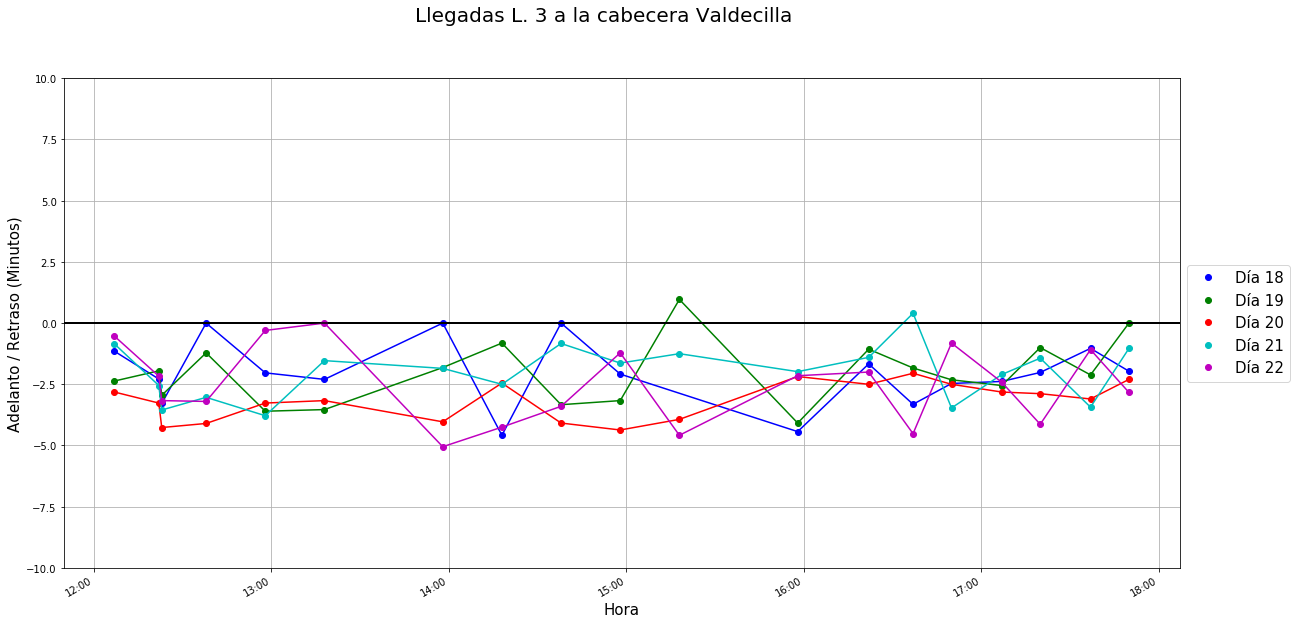 Llegadas L. 3 a la cabecera Valdecilla
Adelanto / Retraso (Minutos)
10.0
7.5
5.0
2.5
0.0
−2.5
−5.0
−7.5
−10.0
12:00
13:00
14:00
15:00
16:00
17:00
18:00
Hora
Día 18
Día 19
Día 20
Día 21
Día 22